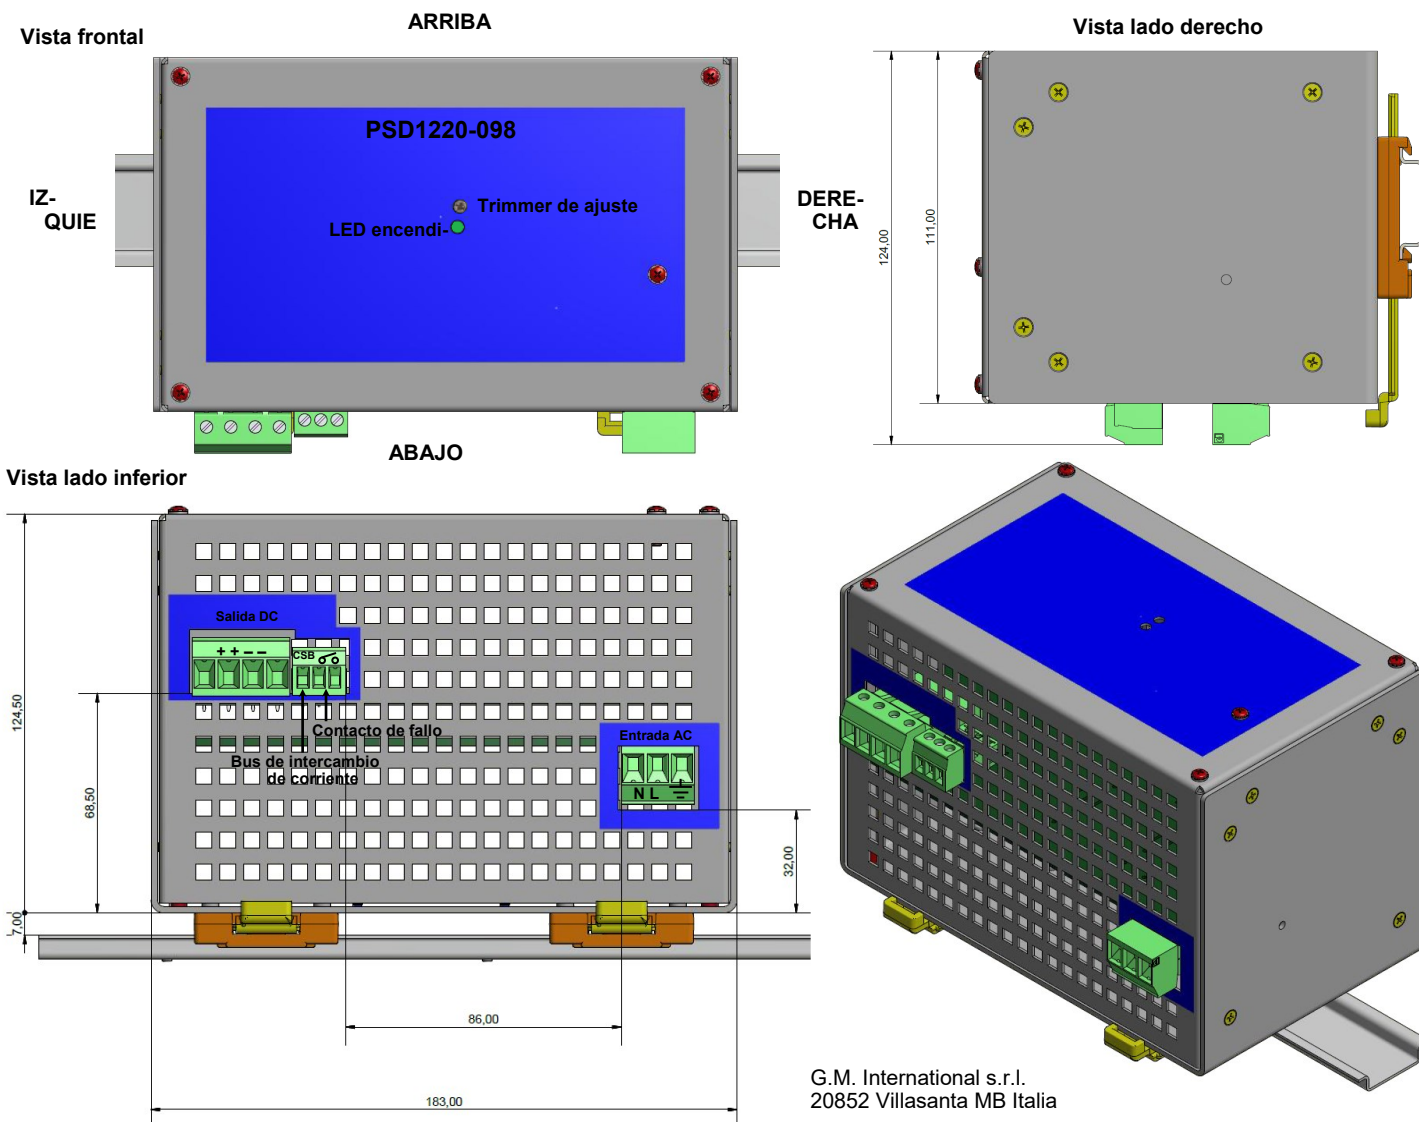 ARRIBA
Vista frontal
Vista lado derecho
PSD1220-098
IZ-
QUIE
Trimmer de ajuste
LED encendi-
DERE-
CHA
124,00
111,00
ABAJO
Vista lado inferior
Salida DC
+ + – –
CSB
Contacto de fallo
Bus de intercambio
de corriente
Entrada AC
N L
124,50
68,50
32,00
7,00
86,00
183,00
G.M. International s.r.l.
20852 Villasanta MB Italia